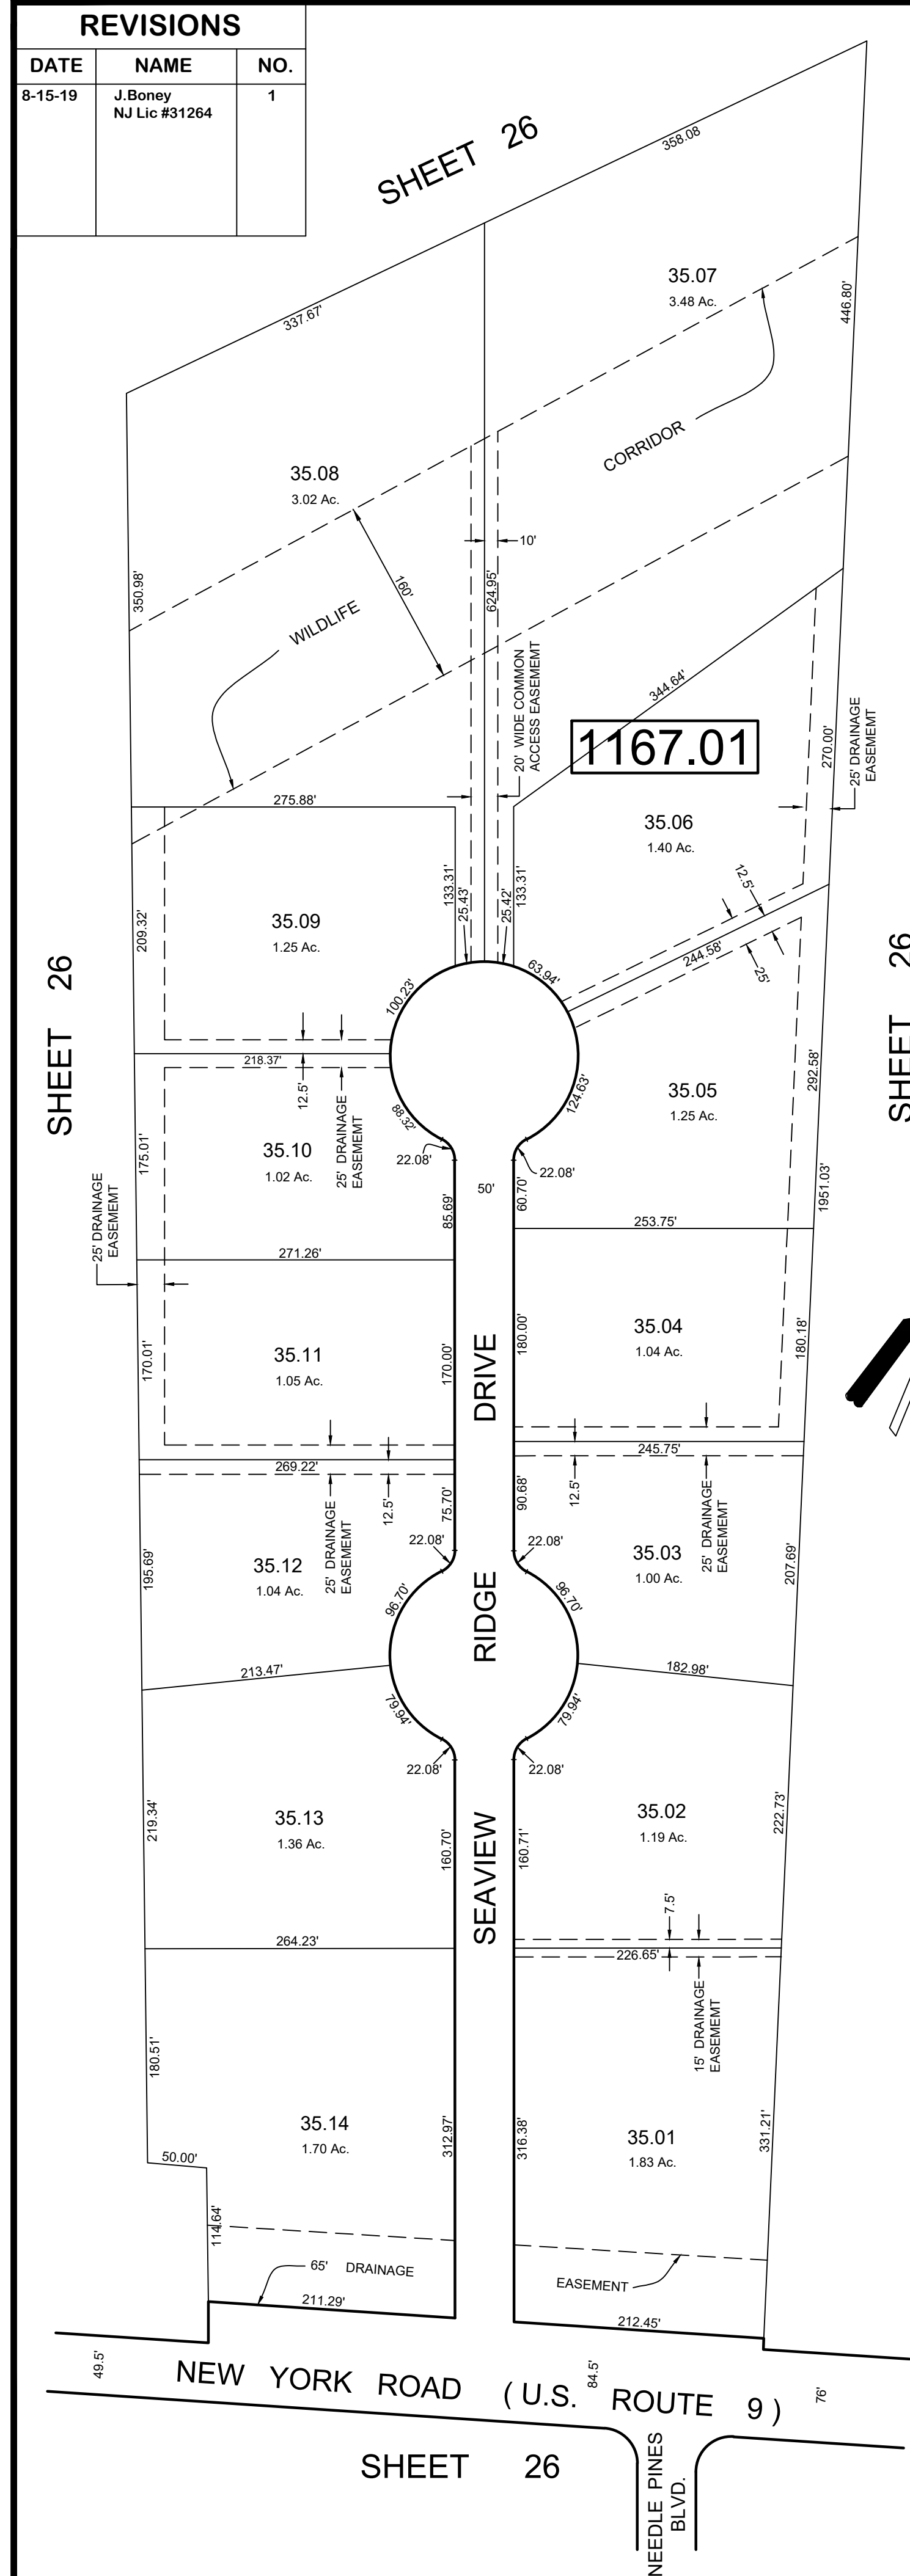 REVISIONS
DATE NAME NO.
8-15-19 J.Boney 1
NJ Lic #31264
SHEET 26
358.08
337.67'
35.07
3.48 Ac.
446.80'
CORRIDOR
35.08
3.02 Ac.
10'
350.98'
160'
624.95'
WILDLIFE
20' WIDE COMMON
ACCESS EASEMEMT
344.64'
1167.01
270.00'
25' DRAINAGE
EASEMEMT
275.88'
35.06
1.40 Ac.
133.31'
25.43'
25.42'
133.31'
12.5'
35.09
1.25 Ac.
209.32'
244.58'
25'
63.94'
100.23'
SHEET 26
SHEET 26
218.37'
12.5'
25' DRAINAGE
EASEMEMT
88.32'
124.63'
35.05
1.25 Ac.
292.58'
35.10
1.02 Ac.
175.01'
22.08'
22.08'
50'
85.69'
60.70'
1951.03'
25' DRAINAGE
EASEMEMT
253.75'
271.26'
35.04
1.04 Ac.
180.00'
180.18'
35.11
1.05 Ac.
170.01'
170.00'
DRIVE
245.75'
269.22'
12.5'
12.5'
75.70'
90.68'
25' DRAINAGE
EASEMEMT
25' DRAINAGE
EASEMEMT
22.08'
22.08'
35.03
1.00 Ac.
207.69'
35.12
1.04 Ac.
195.69'
96.70'
96.70'
RIDGE
213.47'
182.98'
79.94'
79.94'
22.08'
22.08'
35.13
1.36 Ac.
219.34'
160.70'
160.71'
35.02
1.19 Ac.
222.73'
SEAVIEW
7.5'
264.23'
226.65'
15' DRAINAGE
EASEMEMT
180.51'
35.14
1.70 Ac.
312.97'
316.38'
35.01
1.83 Ac.
331.21'
50.00'
114.64'
65' DRAINAGE
EASEMENT
211.29'
212.45'
49.5'
84.5'
76'
NEW YORK ROAD ( U.S. ROUTE 9 )
SHEET 26
NEEDLE PINES
BLVD.